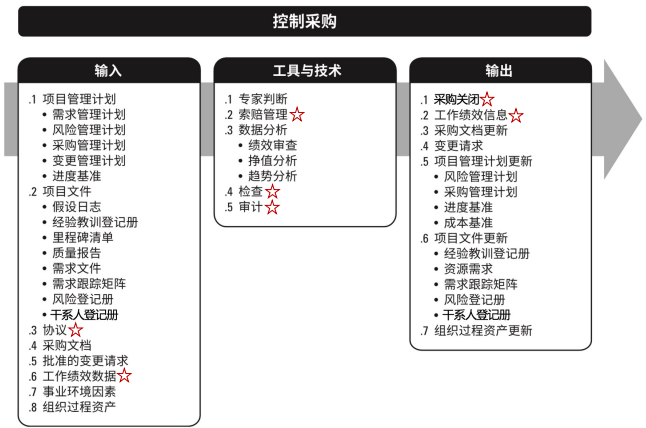 控制采购
输入
.1 项目管理计划
• 需求管理计划
• 风险管理计划
• 采购管理计划
• 变更管理计划
• 进度基准
.2 项目文件
• 假设日志
• 经验教训登记册
• 里程碑清单
• 质量报告
• 需求文件
• 需求跟踪矩阵
• 风险登记册
• 干系人登记册
.3 协议
.4 采购文档
.5 批准的变更请求
.6 工作绩效数据
.7 事业环境因素
.8 组织过程资产
工具与技术
.1 专家判断
.2 索赔管理
.3 数据分析
• 绩效审查
• 挣值分析
• 趋势分析
.4 检查
.5 审计
输出
.1 采购关闭
.2 工作绩效信息
.3 采购文档更新
.4 变更请求
.5 项目管理计划更新
• 风险管理计划
• 采购管理计划
• 进度基准
• 成本基准
.6 项目文件更新
• 经验教训登记册
• 资源需求
• 需求跟踪矩阵
• 风险登记册
• 干系人登记册
.7 组织过程资产更新